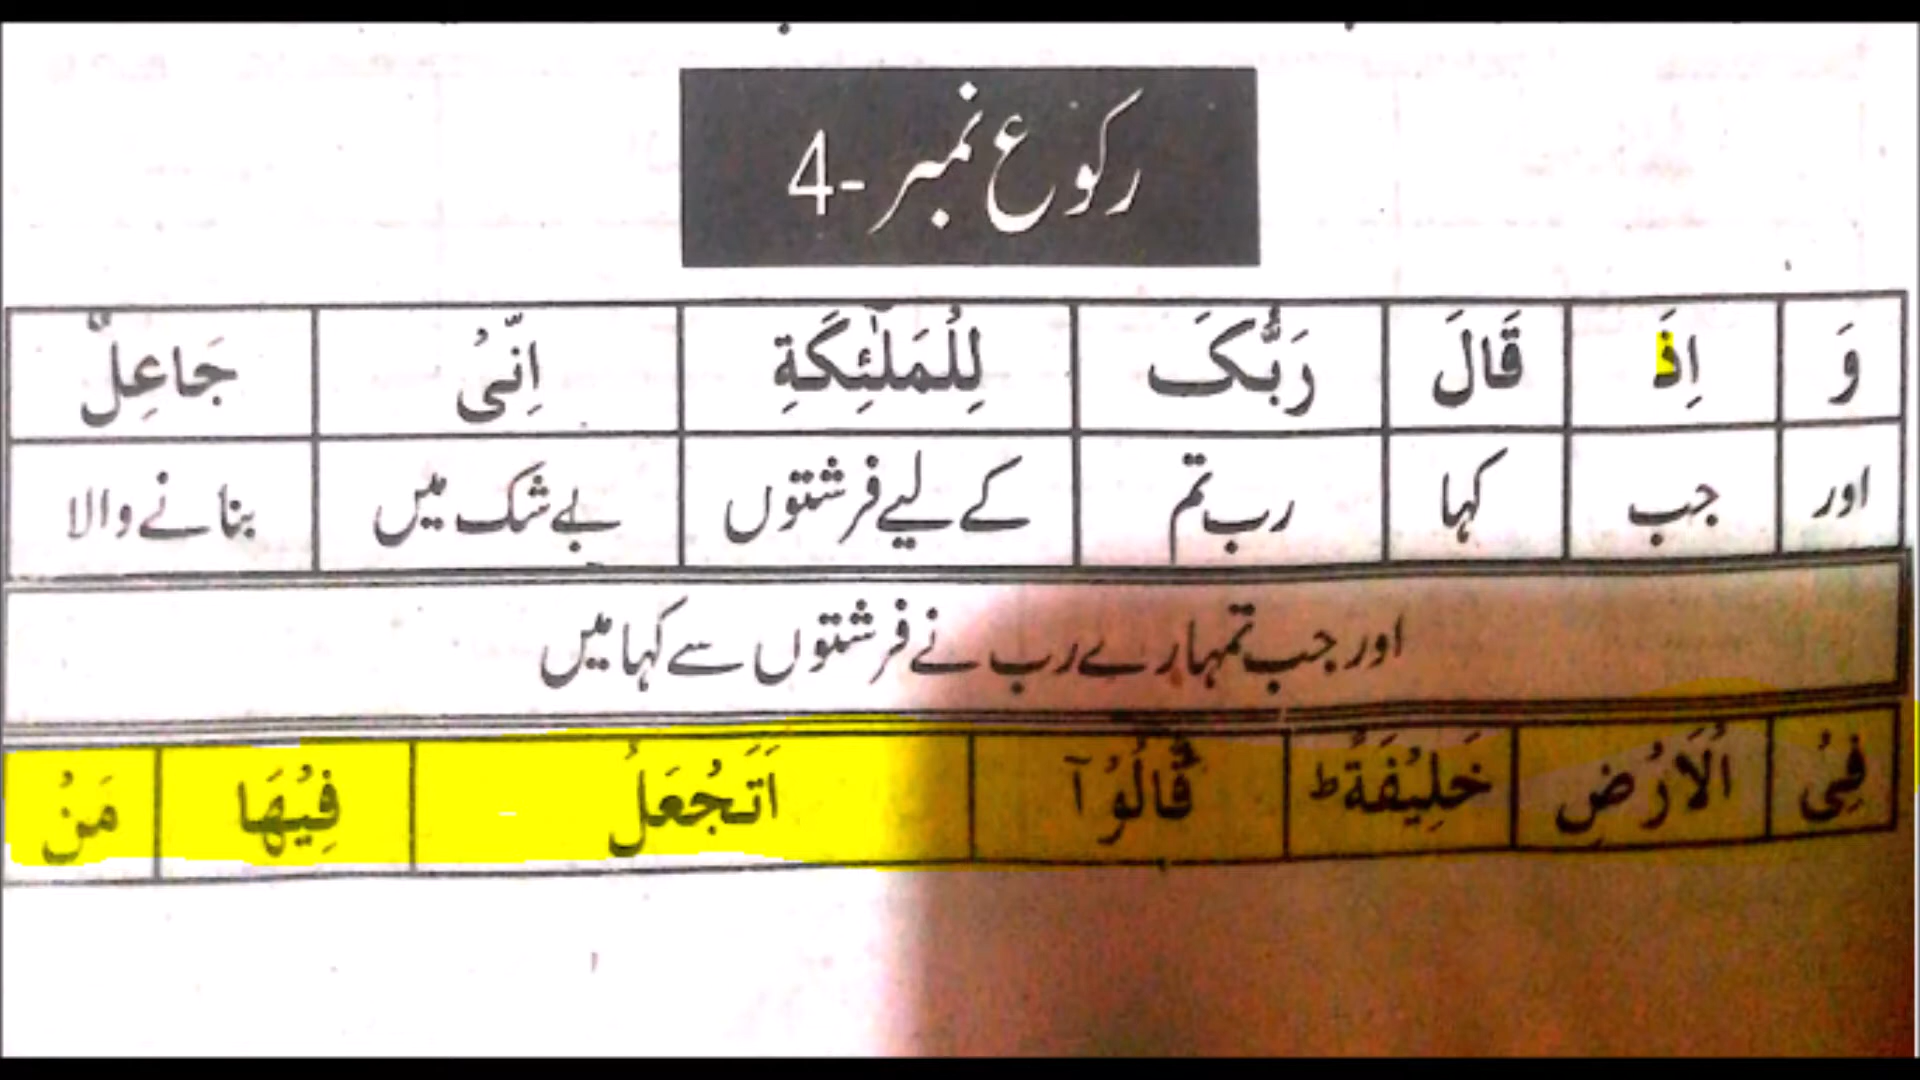 رکوع نمبر -4
وَ اِذۡ قَالَ رَبُّکَ لِلۡمَلٰٓئِکَۃِ اِنِّیۡ جَاعِلٌ
اور جب کہا رب تم کے لیے فرشتوں بے شک میں بنانے والا
اور جب تمہارے رب نے فرشتوں سے کہا میں
فِی الۡاَرۡضِ خَلِیۡفَۃً ط قَالُوۡۤا اَتَجۡعَلُ فِیۡہَا مَنۡ